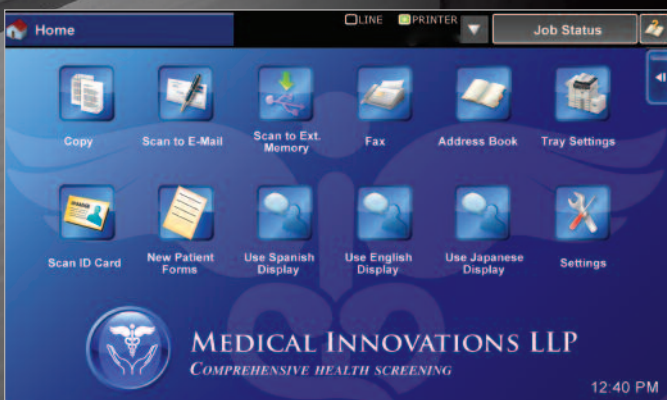 Home
LINE PRINTER
Job Status
Copy
Scan to E-Mail
Scan to Ext.
Memory
Fax
Address Book
Tray Settings
Scan ID Card
New Patient
Forms
Use Spanish
Display
Use English
Display
Use Japanese
Display
Settings
MEDICAL INNOVATIONS LLP
COMPREHENSIVE HEALTH SCREENING
12:40 PM